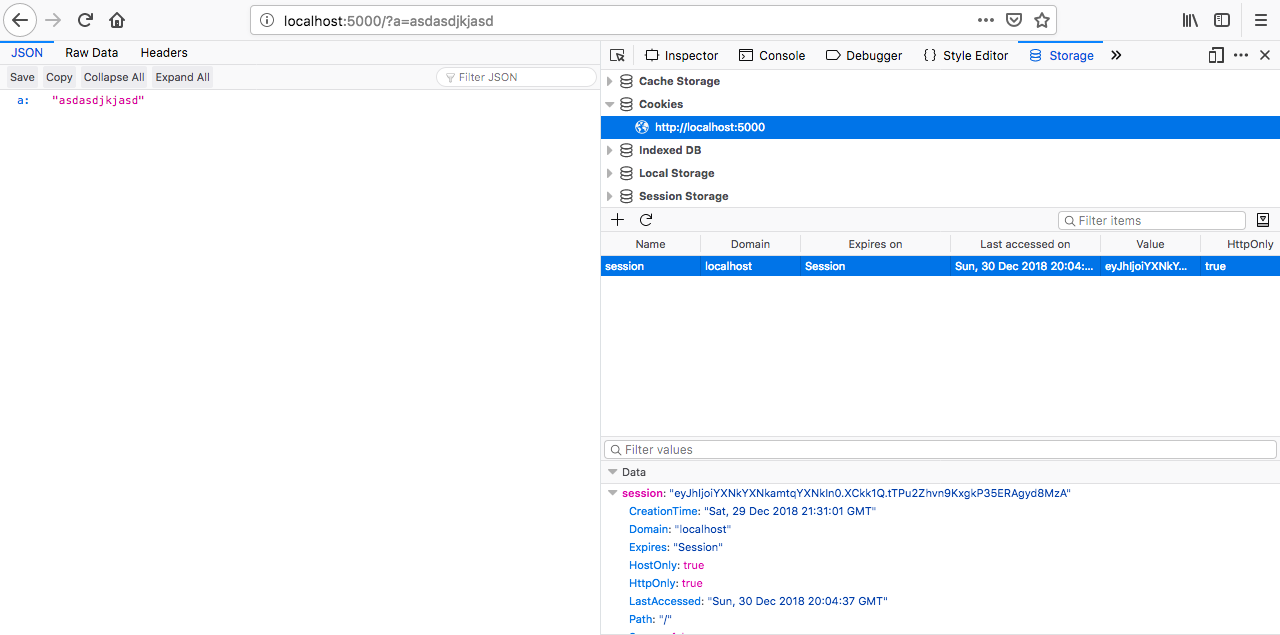 localhost:5000/?a=asdasdjkjasd
JSON Raw Data Headers
Save Copy Collapse All Expand All Filter JSON
a: "asdasdjkjasd"
Inspector Console Debugger { } Style Editor Storage
Cache Storage
Cookies
http://localhost:5000
Indexed DB
Local Storage
Session Storage
Filter items
Name Domain Expires on Last accessed on Value HttpOnly
session localhost Session Sun, 30 Dec 2018 20:04:... eyJhIjoiYXNkY... true
Filter values
Data
session: "eyJhIjoiYXNkYXNkamtqYXNkIn0.XCkk1Q.tTPu2Zhvn9KxgkP35ERAgyd8MzA"
CreationTime: "Sat, 29 Dec 2018 21:31:01 GMT"
Domain: "localhost"
Expires: "Session"
HostOnly: true
HttpOnly: true
LastAccessed: "Sun, 30 Dec 2018 20:04:37 GMT"
Path: "/"